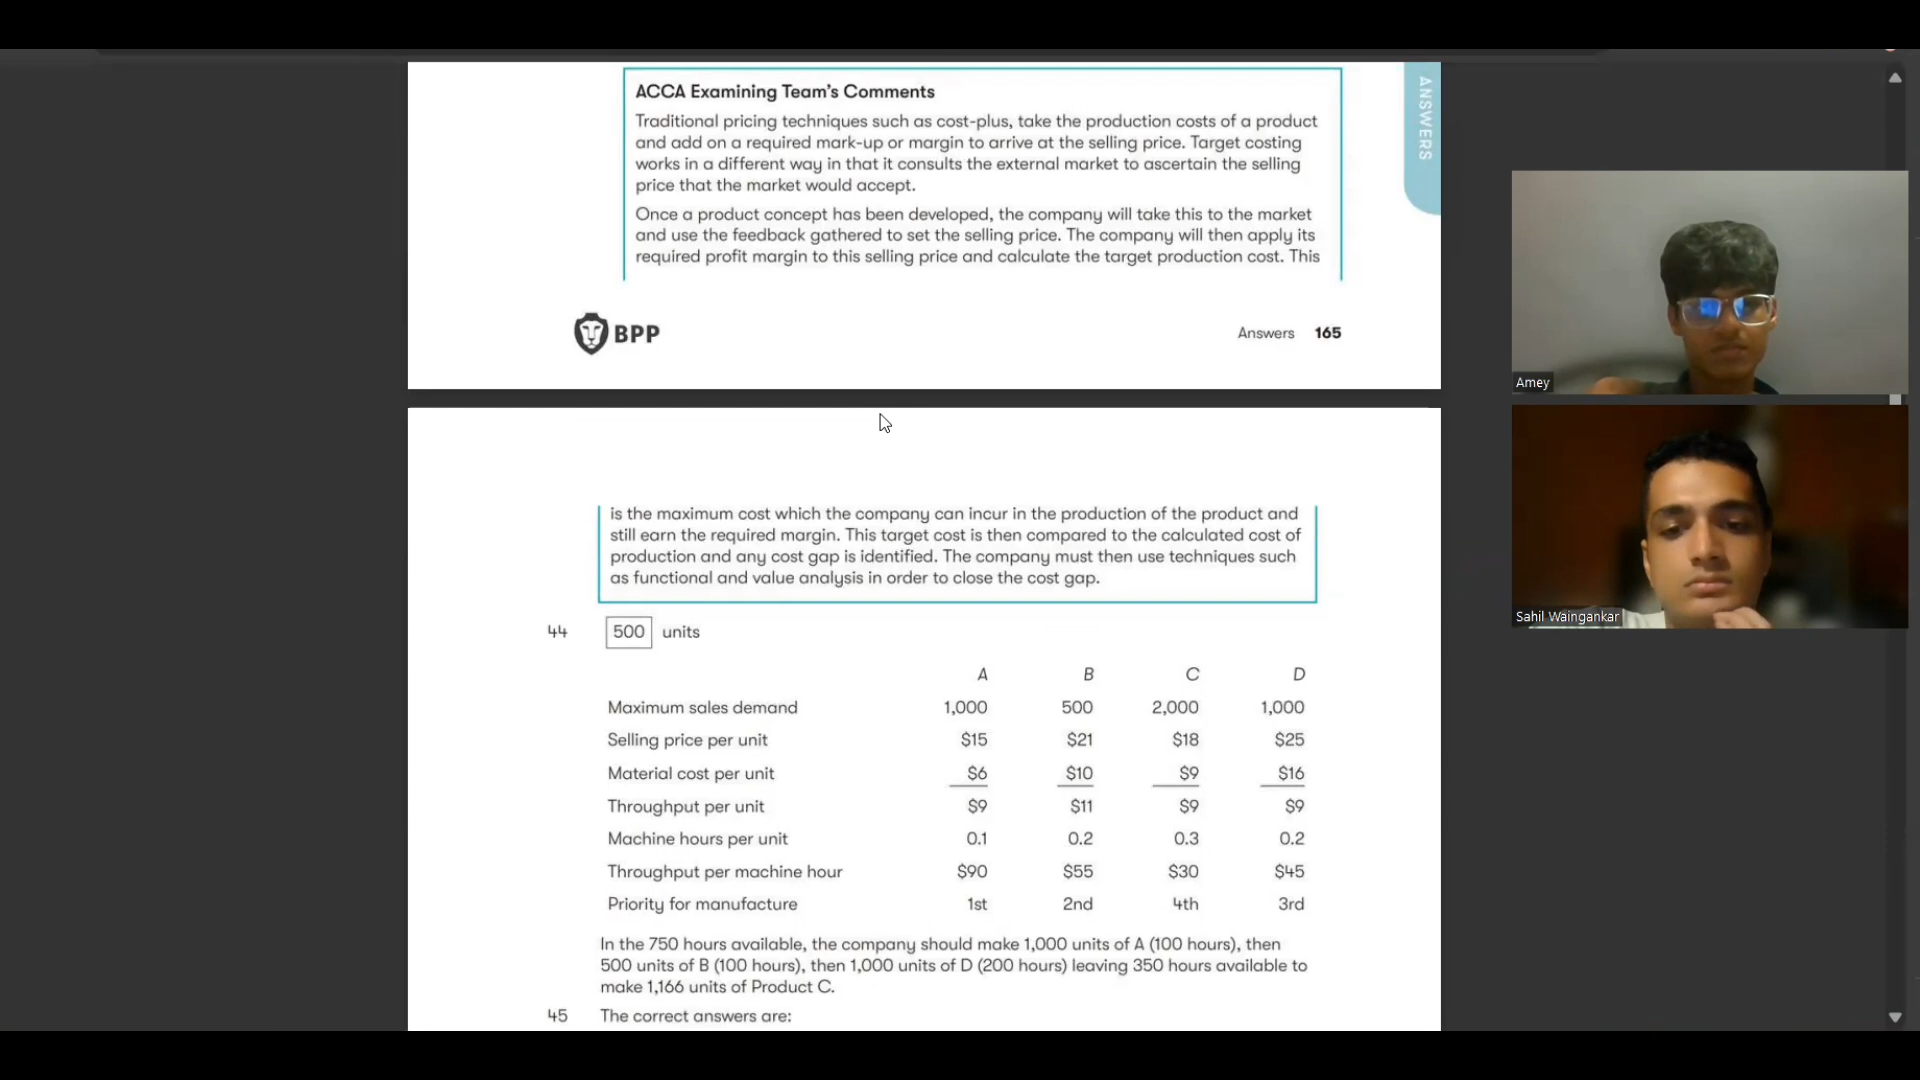 ACCA Examining Team's Comments
Traditional pricing techniques such as cost-plus, take the production costs of a product
and add on a required mark-up or margin to arrive at the selling price. Target costing
works in a different way in that it consults the external market to ascertain the selling
price that the market would accept.
Once a product concept has been developed, the company will take this to the market
and use the feedback gathered to set the selling price. The company will then apply its
required profit margin to this selling price and calculate the target production cost. This
ANSWERS
BPP
Answers 165
is the maximum cost which the company can incur in the production of the product and
still earn the required margin. This target cost is then compared to the calculated cost of
production and any cost gap is identified. The company must then use techniques such
as functional and value analysis in order to close the cost gap.
44 500 units
A B C D
Maximum sales demand 1,000 500 2,000 1,000
Selling price per unit $15 $21 $18 $25
Material cost per unit $6 $10 $9 $16
Throughput per unit $9 $11 $9 $9
Machine hours per unit 0.1 0.2 0.3 0.2
Throughput per machine hour $90 $55 $30 $45
Priority for manufacture 1st 2nd 4th 3rd
In the 750 hours available, the company should make 1,000 units of A (100 hours), then
500 units of B (100 hours), then 1,000 units of D (200 hours) leaving 350 hours available to
make 1,166 units of Product C.
45 The correct answers are:
Amey
Sahil Waingankar